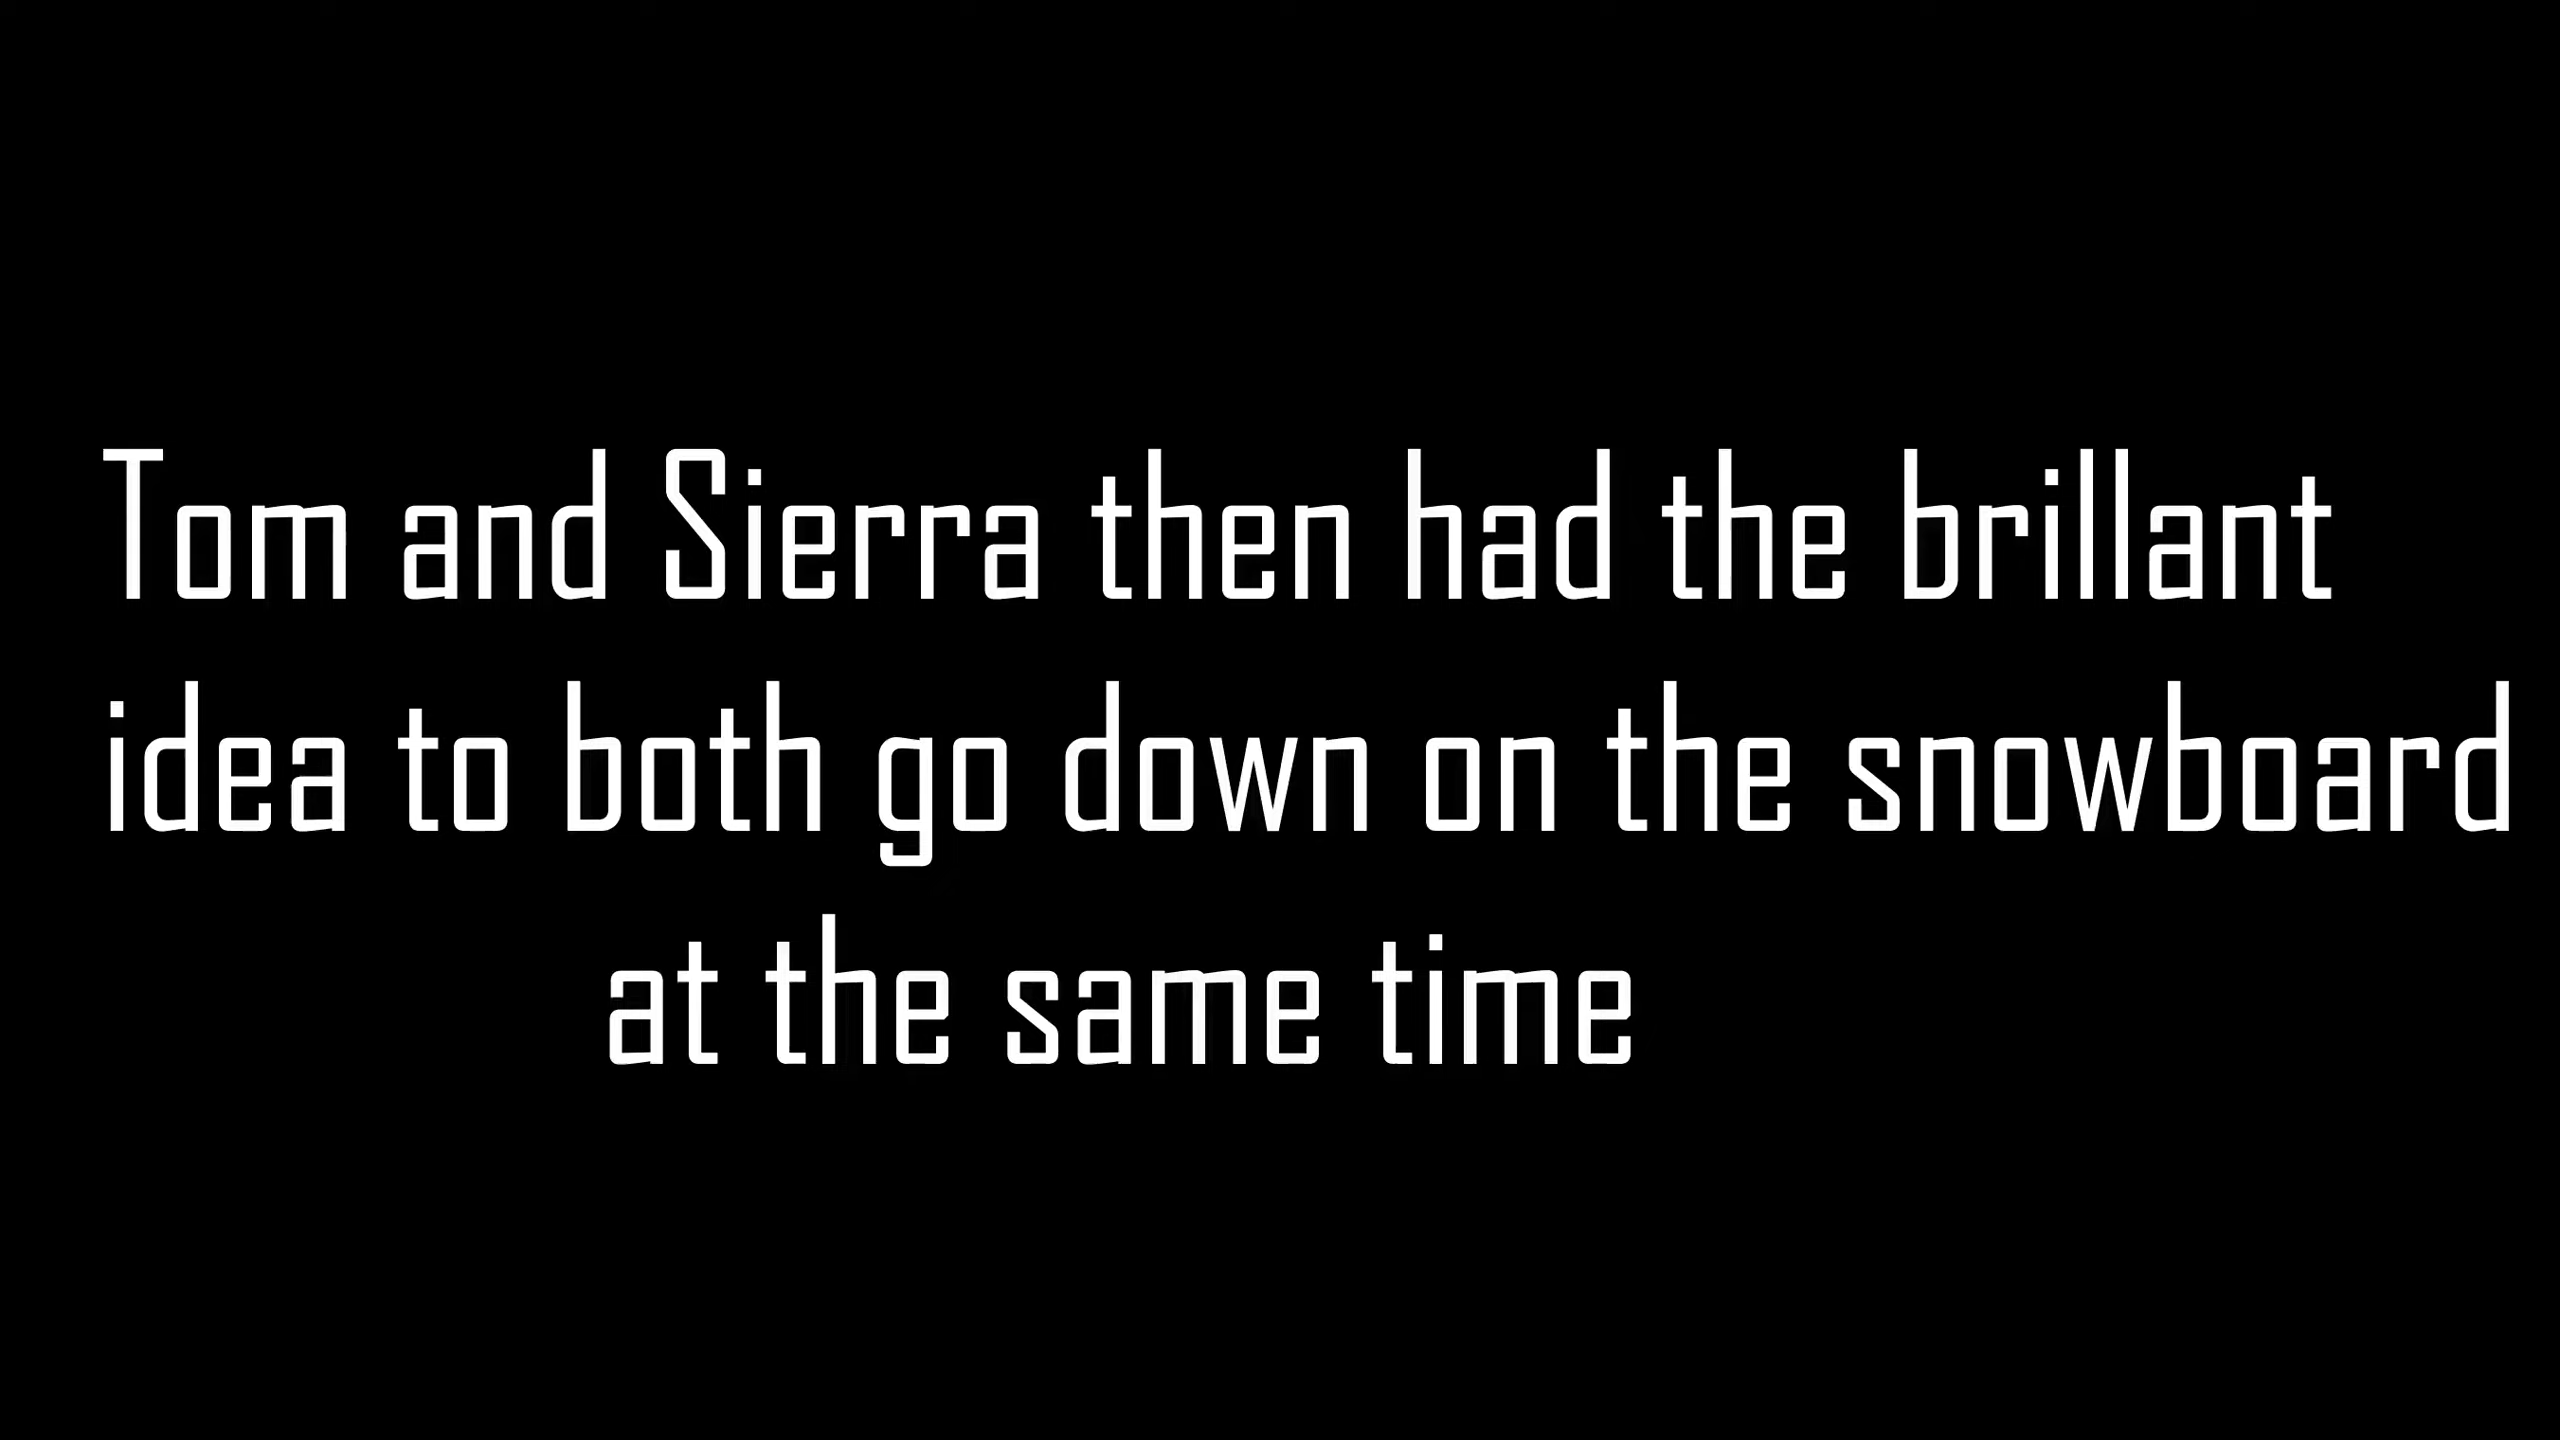 Tom and Sierra then had the brillant
idea to both go down on the snowboard
at the same time